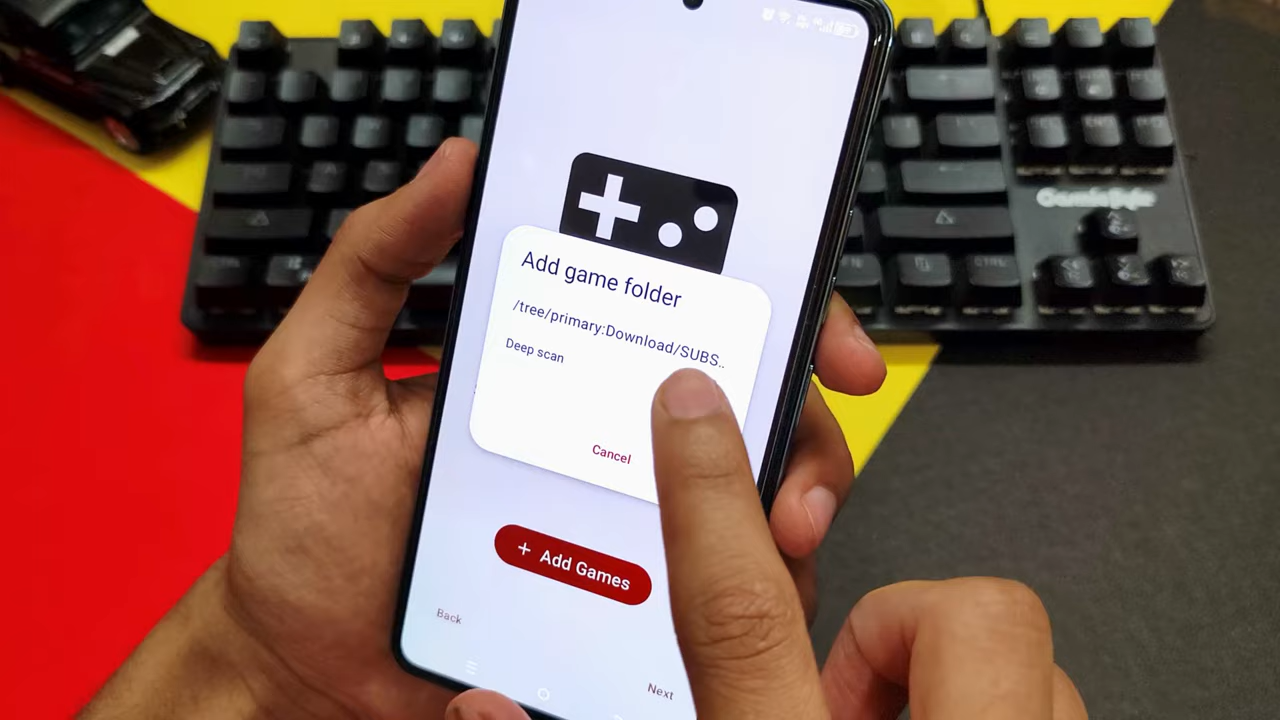 Add game folder
/tree/primary:Download/SUBS..
Deep scan
Cancel
+ Add Games
Back
Next